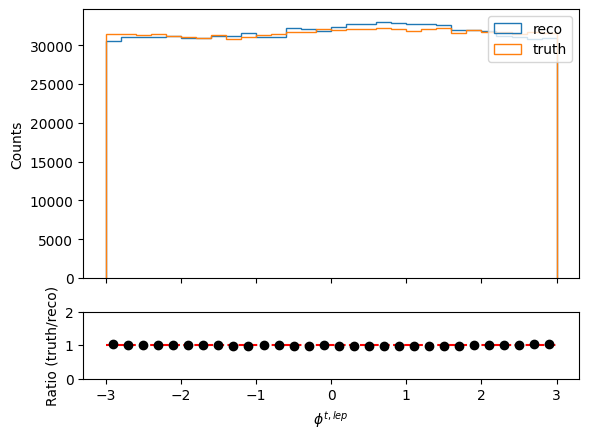 reco
truth
Counts
30000
25000
20000
15000
10000
5000
0
Ratio (truth/reco)
2
1
0
−3 −2 −1 0 1 2 3
ϕ^{t, lep}